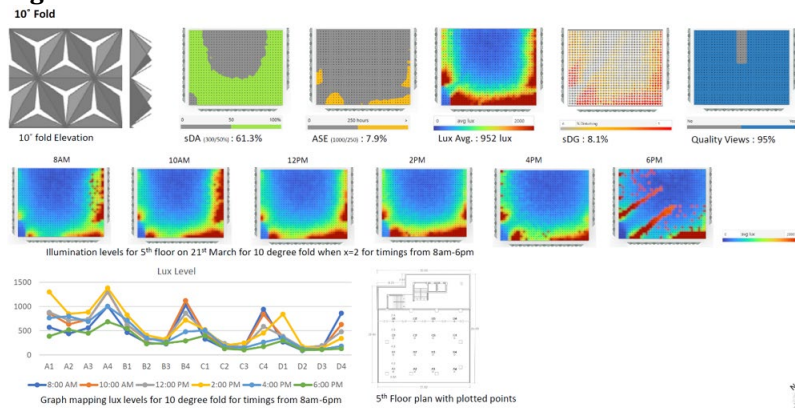 10˚ Fold
10˚ fold Elevation
0 50 100%
sDA (300/50%) : 61.3%
0 250 hours
ASE (1000/250) : 7.9%
0 avg lux 2000
Lux Avg. : 952 lux
sDG : 8.1%
Quality Views : 95%
8AM 10AM 12PM 2PM 4PM 6PM
Illumination levels for 5th floor on 21st March for 10 degree fold when x=2 for timings from 8am-6pm
Lux Level
1500
1000
500
0
A1 A2 A3 A4 B1 B2 B3 B4 C1 C2 C3 C4 D1 D2 D3 D4
8:00 AM 10:00 AM 12:00 PM 2:00 PM 4:00 PM 6:00 PM
Graph mapping lux levels for 10 degree fold for timings from 8am-6pm
5th Floor plan with plotted points